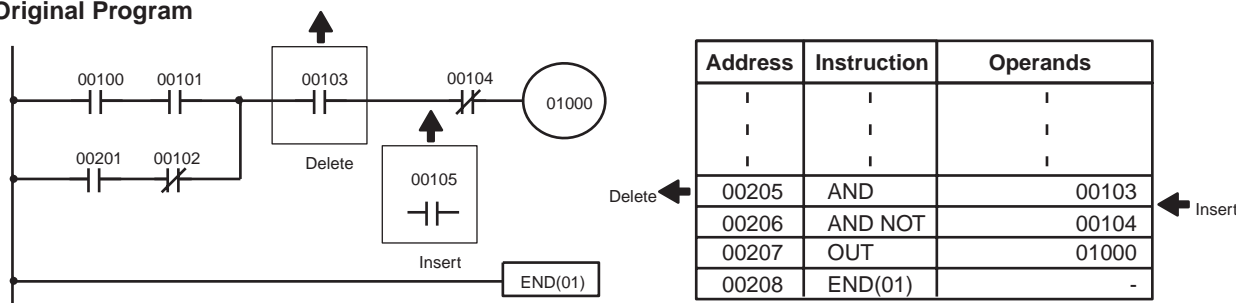 Original Program
00100 00101 00103 00104
01000
00201 00102
Delete
00105
Insert
END(01)
Address Instruction Operands
Delete 00205 AND 00103 Insert
00206 AND NOT 00104
00207 OUT 01000
00208 END(01) -